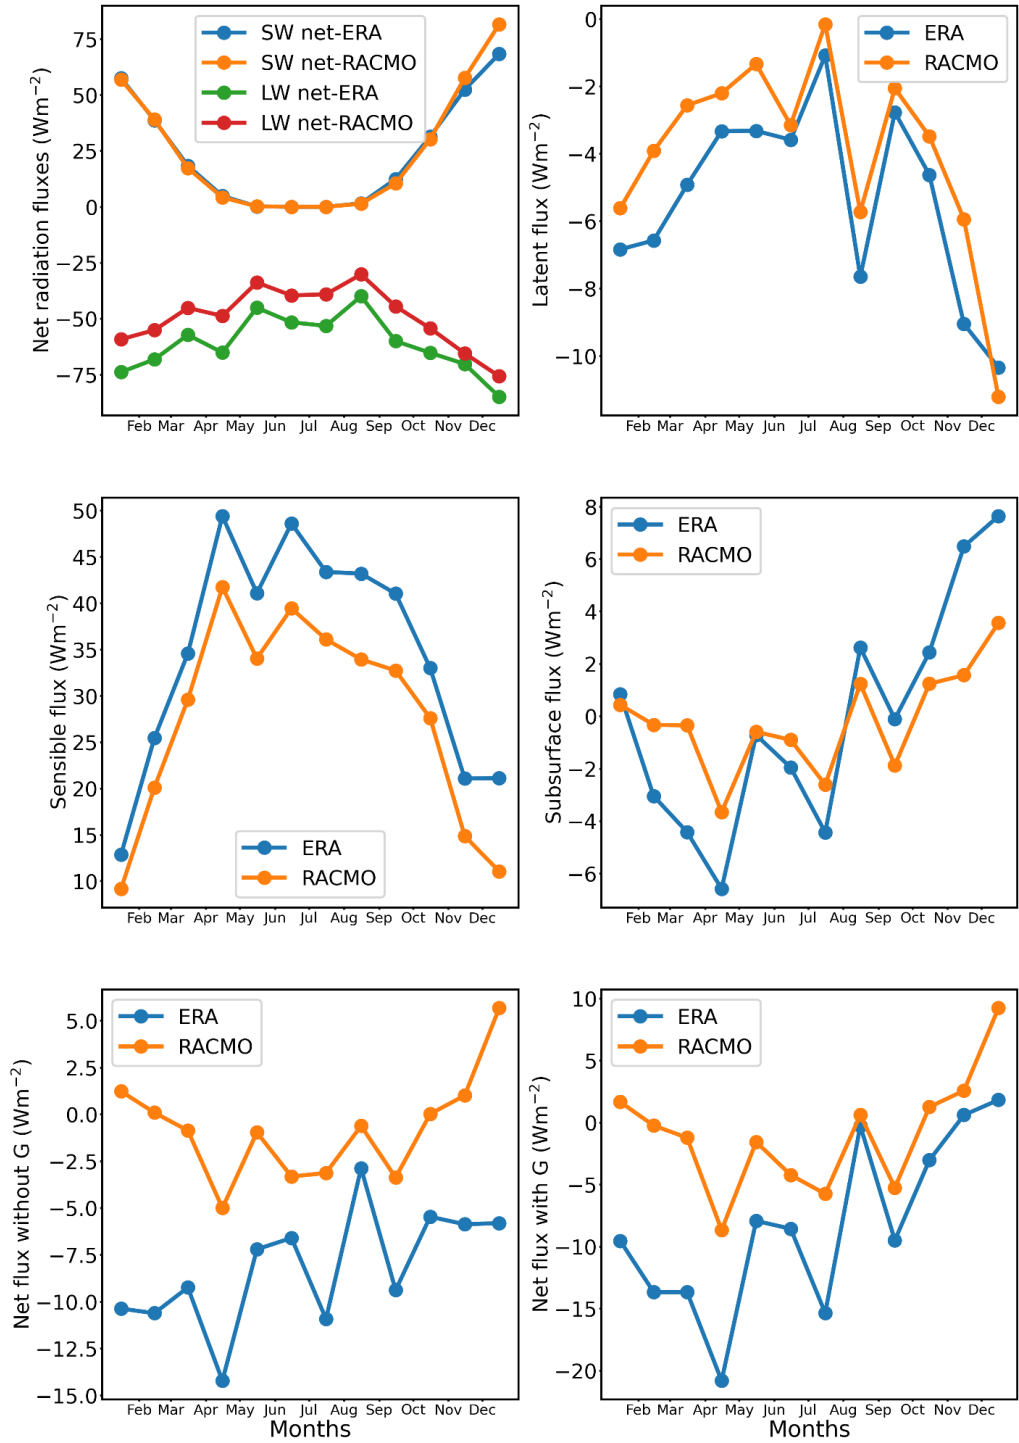 Net radiation fluxes (Wm−2)
75
50
25
0
−25
−50
−75
SW net-ERA
SW net-RACMO
LW net-ERA
LW net-RACMO
Feb Mar Apr May Jun Jul Aug Sep Oct Nov Dec
Latent flux (Wm−2)
0
−2
−4
−6
−8
−10
ERA
RACMO
Feb Mar Apr May Jun Jul Aug Sep Oct Nov Dec
Sensible flux (Wm−2)
50
45
40
35
30
25
20
15
10
ERA
RACMO
Feb Mar Apr May Jun Jul Aug Sep Oct Nov Dec
Subsurface flux (Wm−2)
8
6
4
2
0
−2
−4
−6
ERA
RACMO
Feb Mar Apr May Jun Jul Aug Sep Oct Nov Dec
Net flux without G (Wm−2)
5.0
2.5
0.0
−2.5
−5.0
−7.5
−10.0
−12.5
−15.0
ERA
RACMO
Feb Mar Apr May Jun Jul Aug Sep Oct Nov Dec
Months
Net flux with G (Wm−2)
10
5
0
−5
−10
−15
−20
ERA
RACMO
Feb Mar Apr May Jun Jul Aug Sep Oct Nov Dec
Months